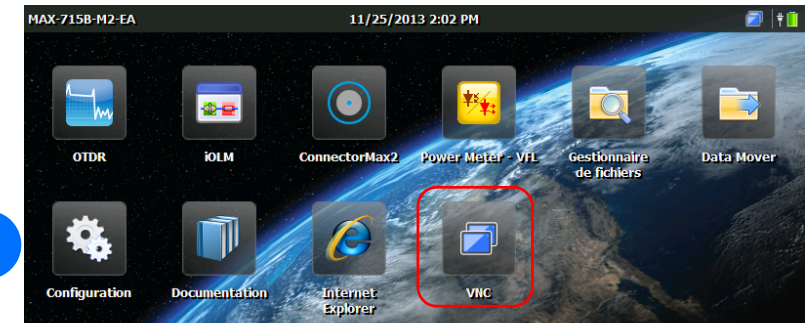 MAX-715B-M2-EA
11/25/2013 2:02 PM
OTDR
iOLM
ConnectorMax2
Power Meter - VFL
Gestionnaire
de fichiers
Data Mover
Configuration
Documentation
Internet
Explorer
VNC